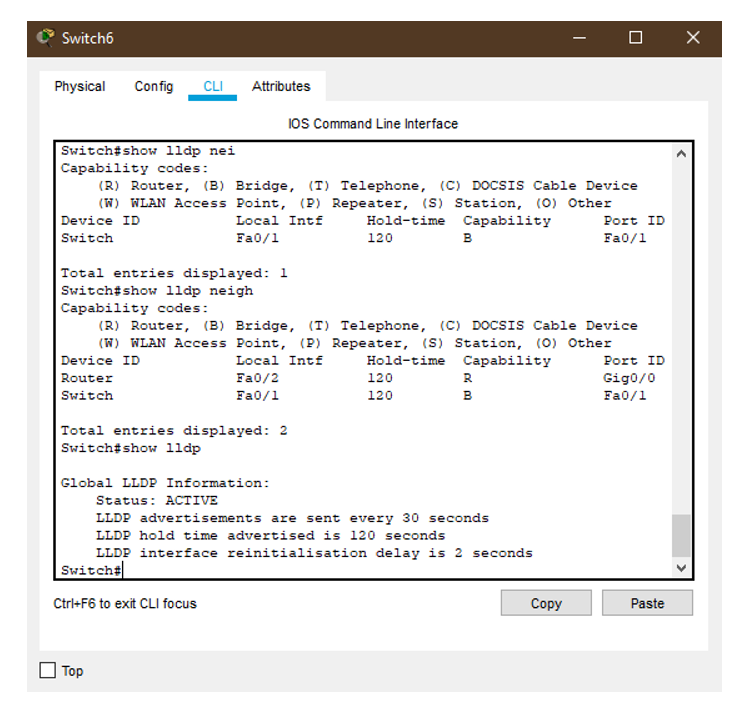 Switch6
Physical Config CLI Attributes
IOS Command Line Interface
Switch#show lldp nei
Capability codes:
    (R) Router, (B) Bridge, (T) Telephone, (C) DOCSIS Cable Device
    (W) WLAN Access Point, (P) Repeater, (S) Station, (O) Other
Device ID           Local Intf     Hold-time  Capability      Port ID
Switch              Fa0/1          120        B               Fa0/1
Total entries displayed: 1
Switch#show lldp neigh
Capability codes:
    (R) Router, (B) Bridge, (T) Telephone, (C) DOCSIS Cable Device
    (W) WLAN Access Point, (P) Repeater, (S) Station, (O) Other
Device ID           Local Intf     Hold-time  Capability      Port ID
Router              Fa0/2          120        R               Gig0/0
Switch              Fa0/1          120        B               Fa0/1
Total entries displayed: 2
Switch#show lldp
Global LLDP Information:
    Status: ACTIVE
    LLDP advertisements are sent every 30 seconds
    LLDP hold time advertised is 120 seconds
    LLDP interface reinitialisation delay is 2 seconds
Switch#
Ctrl+F6 to exit CLI focus
Copy Paste
Top